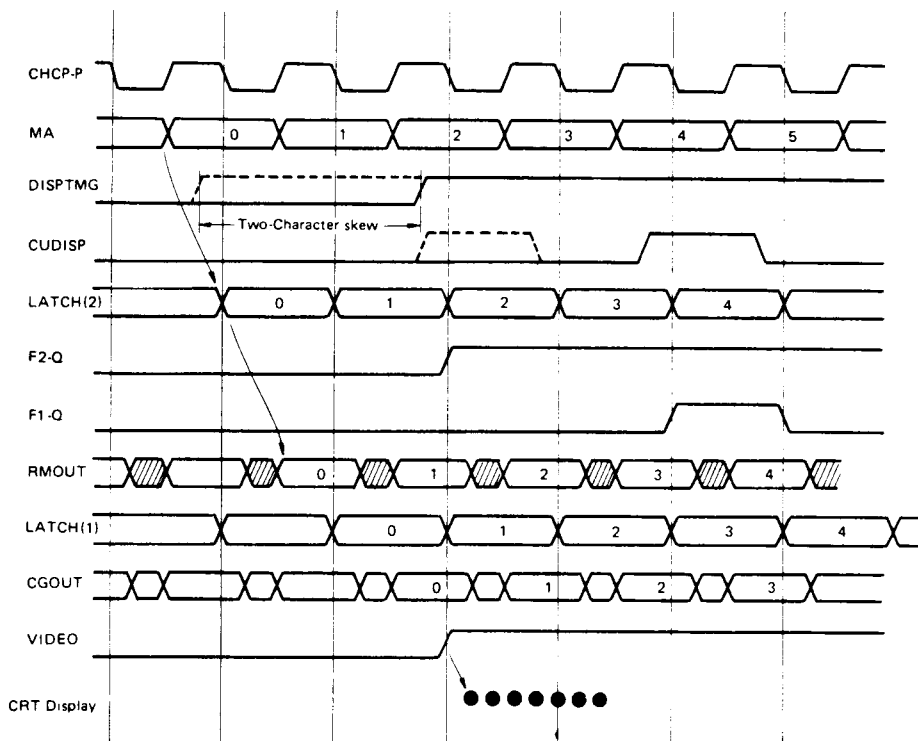 CHCP-P
MA 0 1 2 3 4 5
DISPTMG
Two-Character skew
CUDISP
LATCH(2) 0 1 2 3 4
F2-Q
F1-Q
RMOUT 0 1 2 3 4
LATCH(1) 0 1 2 3 4
CGOUT 0 1 2 3
VIDEO
CRT Display